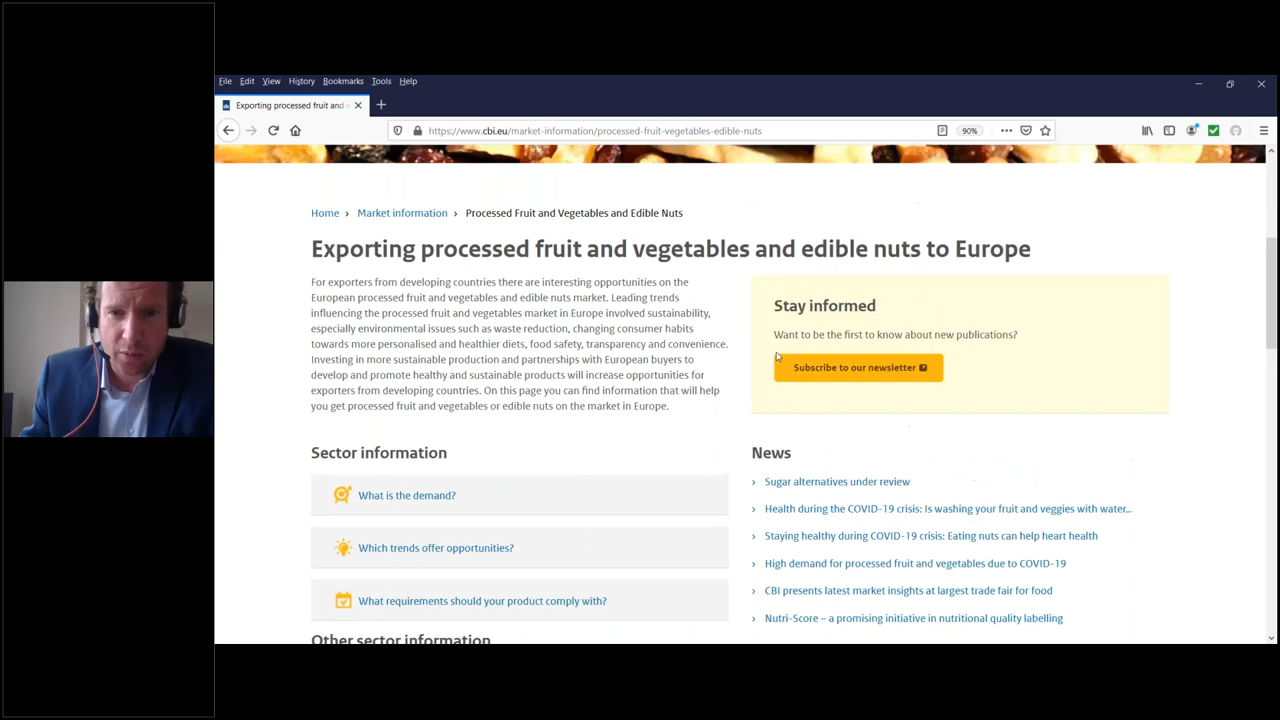 File Edit View History Bookmarks Tools Help
Exporting processed fruit and v
https://www.cbi.eu/market-information/processed-fruit-vegetables-edible-nuts
90%
Home › Market information › Processed Fruit and Vegetables and Edible Nuts
Exporting processed fruit and vegetables and edible nuts to Europe
For exporters from developing countries there are interesting opportunities on the
European processed fruit and vegetables and edible nuts market. Leading trends
influencing the processed fruit and vegetables market in Europe involved sustainability,
especially environmental issues such as waste reduction, changing consumer habits
towards more personalised and healthier diets, food safety, transparency and convenience.
Investing in more sustainable production and partnerships with European buyers to
develop and promote healthy and sustainable products will increase opportunities for
exporters from developing countries. On this page you can find information that will help
you get processed fruit and vegetables or edible nuts on the market in Europe.
Stay informed
Want to be the first to know about new publications?
Subscribe to our newsletter
Sector information
What is the demand?
Which trends offer opportunities?
What requirements should your product comply with?
Other sector information
News
› Sugar alternatives under review
› Health during the COVID-19 crisis: Is washing your fruit and veggies with water...
› Staying healthy during COVID-19 crisis: Eating nuts can help heart health
› High demand for processed fruit and vegetables due to COVID-19
› CBI presents latest market insights at largest trade fair for food
› Nutri-Score – a promising initiative in nutritional quality labelling